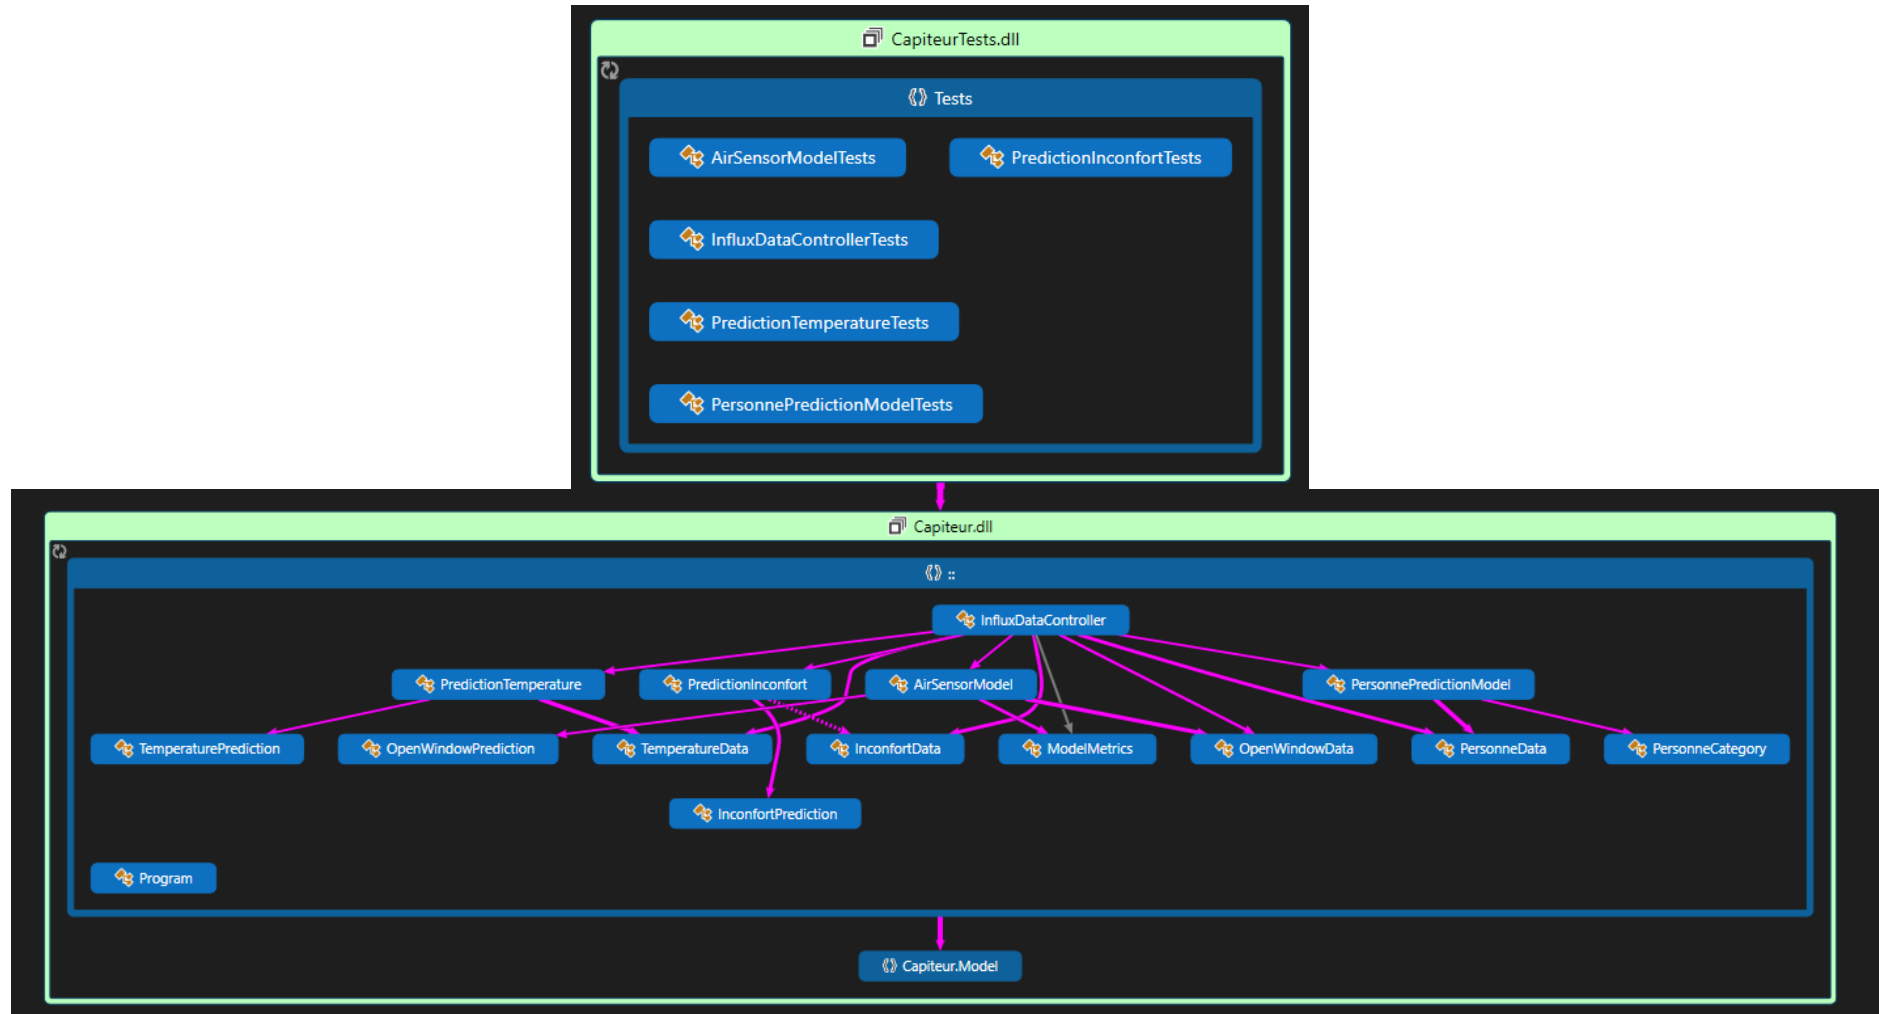 CapiteurTests.dll
Tests
AirSensorModelTests
PredictionInconfortTests
InfluxDataControllerTests
PredictionTemperatureTests
PersonnePredictionModelTests
Capiteur.dll
::
InfluxDataController
PredictionTemperature
PredictionInconfort
AirSensorModel
PersonnePredictionModel
TemperaturePrediction
OpenWindowPrediction
TemperatureData
InconfortData
ModelMetrics
OpenWindowData
PersonneData
PersonneCategory
InconfortPrediction
Program
Capiteur.Model